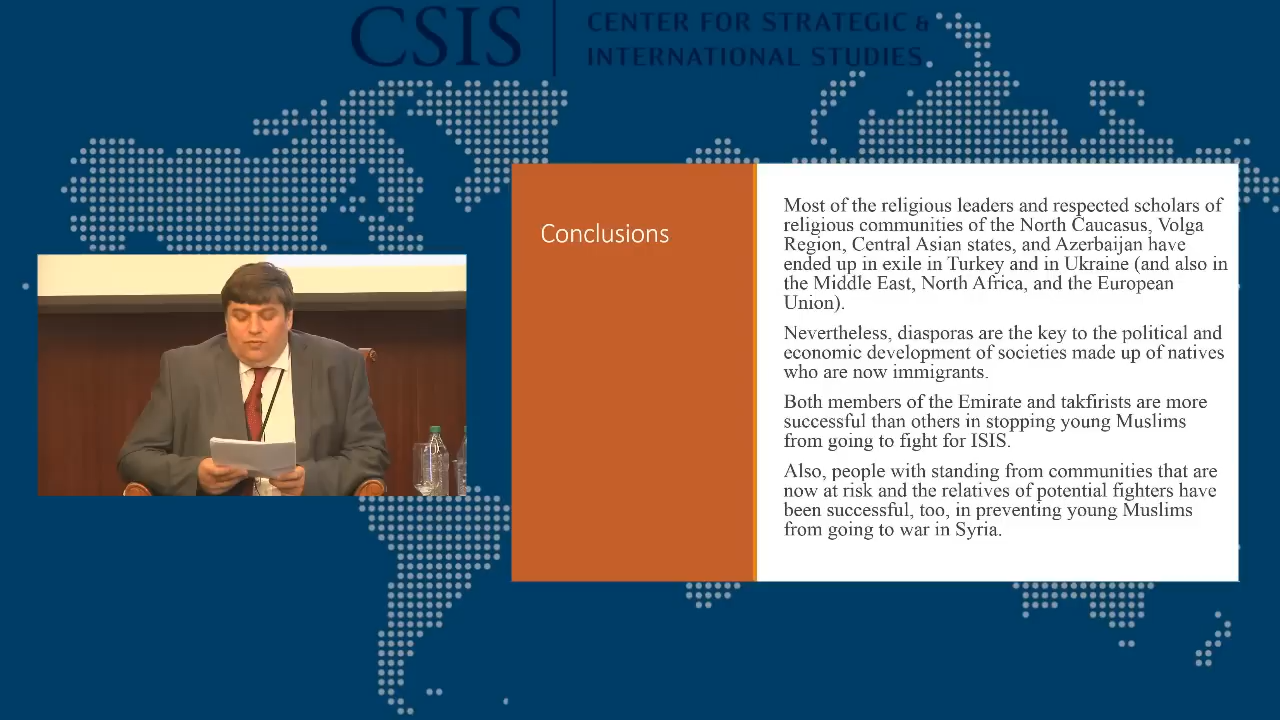 CSIS
CENTER FOR STRATEGIC &
INTERNATIONAL STUDIES
Conclusions
Most of the religious leaders and respected scholars of
religious communities of the North Caucasus, Volga
Region, Central Asian states, and Azerbaijan have
ended up in exile in Turkey and in Ukraine (and also in
the Middle East, North Africa, and the European
Union).
Nevertheless, diasporas are the key to the political and
economic development of societies made up of natives
who are now immigrants.
Both members of the Emirate and takfirists are more
successful than others in stopping young Muslims
from going to fight for ISIS.
Also, people with standing from communities that are
now at risk and the relatives of potential fighters have
been successful, too, in preventing young Muslims
from going to war in Syria.